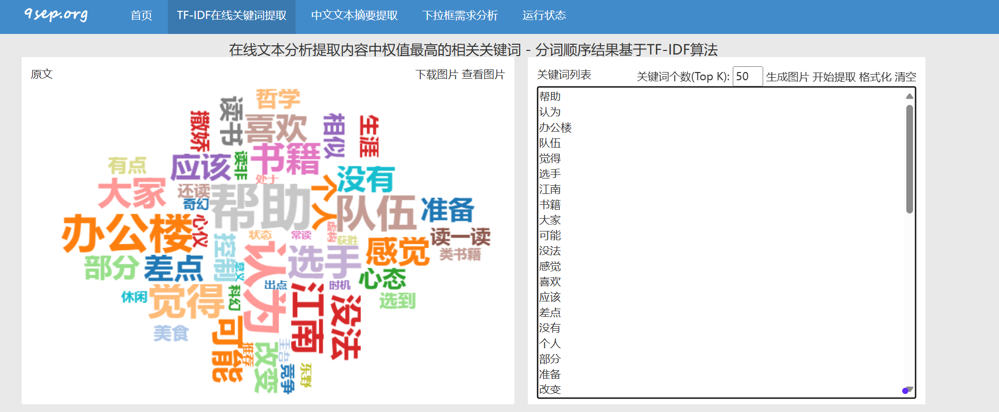 9sep.org 首页 TF-IDF在线关键词提取 中文文本摘要提取 下拉框需求分析 运行状态
在线文本分析提取内容中权值最高的相关关键词 - 分词顺序结果基于TF-IDF算法
原文 下载图片 查看图片
哲学
读书
撒娇
喜欢
相似
生涯
有点
应该
读非
书籍
没有
大家
还读
处于
个人
奇幻
帮助
队伍
准备
办公楼
心仪
状态
常读
虚构
获胜
读一读
类书籍
部分
差点
控制
意义
认为
选手
感觉
心态
休闲
觉得
科幻
出点
江南
时机
没法
选到
美食
可能
推荐
改变
圭吾
竞争
东野
关键词列表 关键词个数(Top K): 50 生成图片 开始提取 格式化 清空
帮助
认为
办公楼
队伍
觉得
选手
江南
书籍
大家
可能
没法
感觉
喜欢
应该
差点
没有
个人
部分
准备
改变